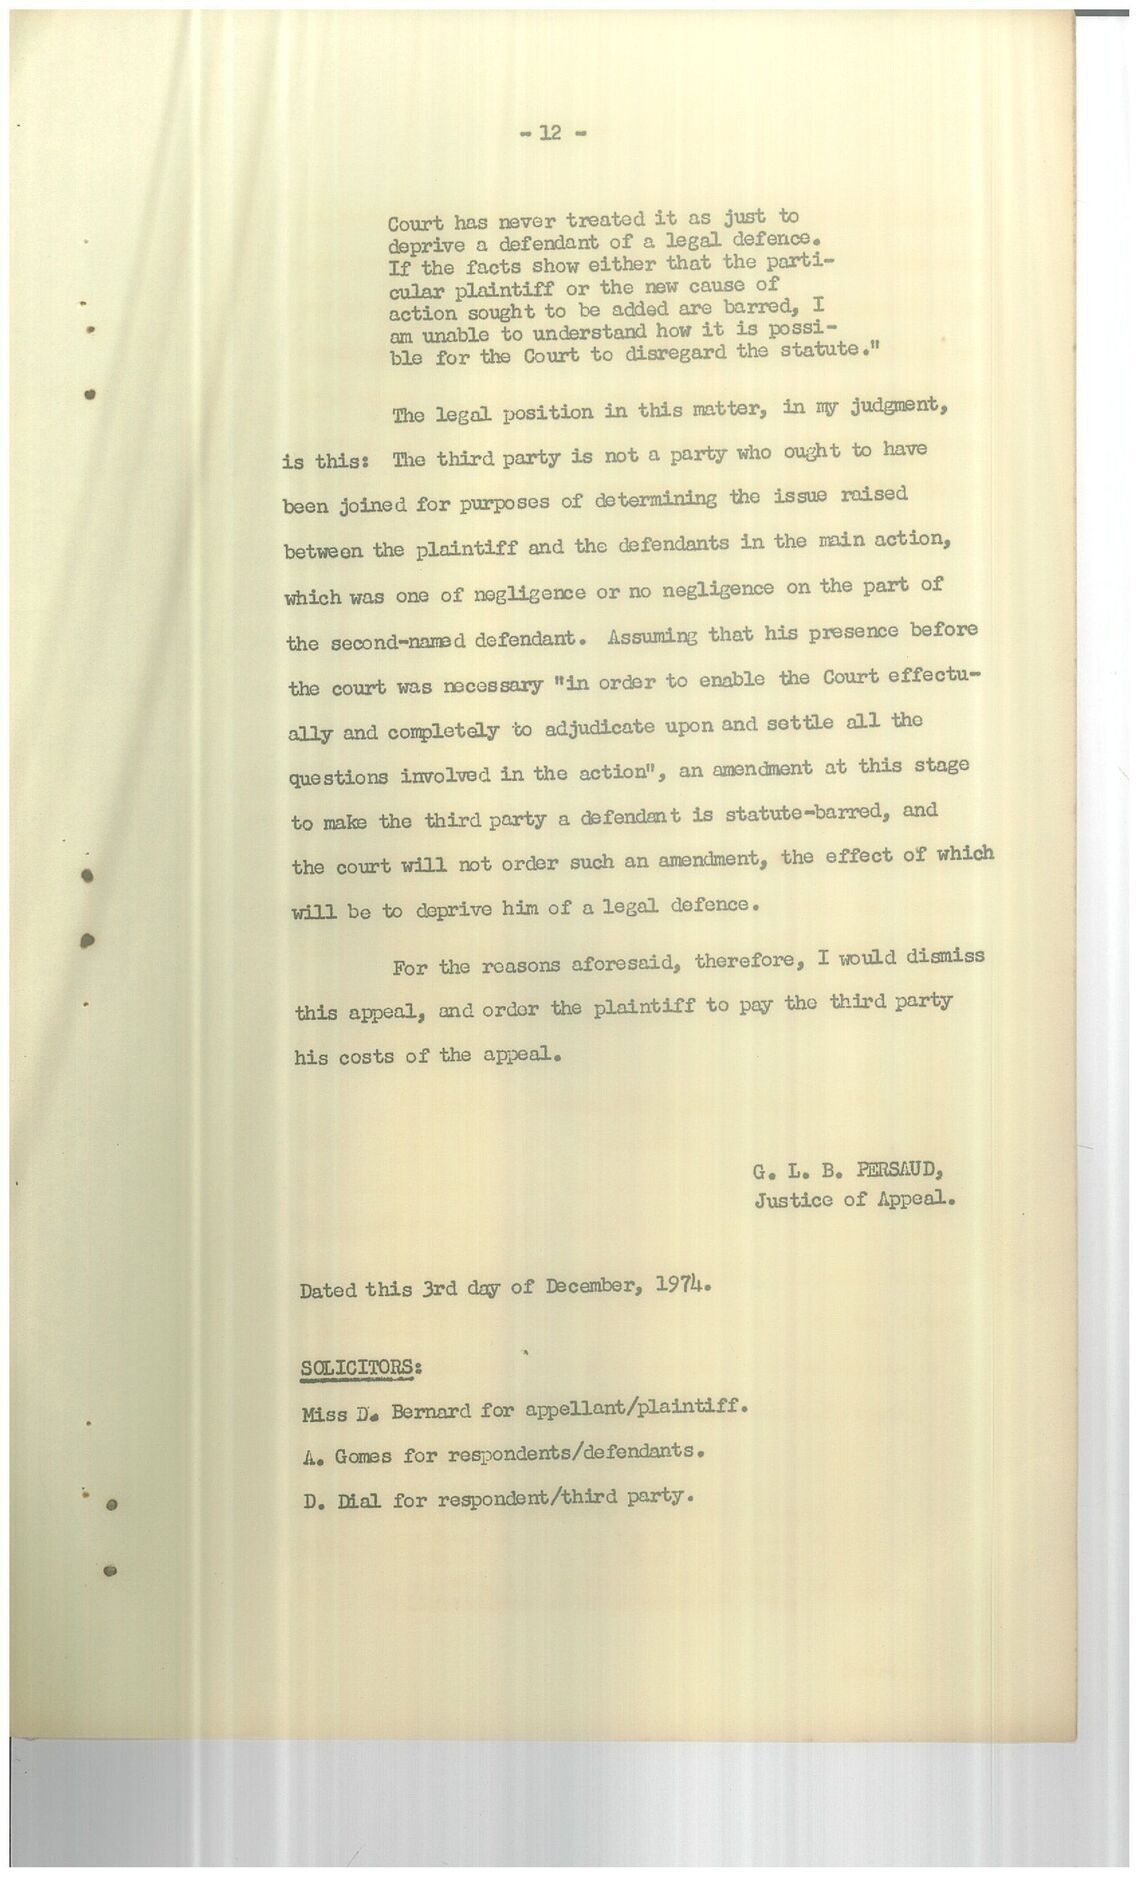 - 12 -
Court has never treated it as just to
deprive a defendant of a legal defence.
If the facts show either that the parti-
cular plaintiff or the new cause of
action sought to be added are barred, I
am unable to understand how it is possi-
ble for the Court to disregard the statute."
The legal position in this matter, in my judgment,
is this: The third party is not a party who ought to have
been joined for purposes of determining the issue raised
between the plaintiff and the defendants in the main action,
which was one of negligence or no negligence on the part of
the second-named defendant. Assuming that his presence before
the court was necessary "in order to enable the Court effectu-
ally and completely to adjudicate upon and settle all the
questions involved in the action", an amendment at this stage
to make the third party a defendant is statute-barred, and
the court will not order such an amendment, the effect of which
will be to deprive him of a legal defence.
For the reasons aforesaid, therefore, I would dismiss
this appeal, and order the plaintiff to pay the third party
his costs of the appeal.
G. L. B. PERSAUD,
Justice of Appeal.
Dated this 3rd day of December, 1974.
SOLICITORS:
Miss D. Bernard for appellant/plaintiff.
A. Gomes for respondents/defendants.
D. Dial for respondent/third party.